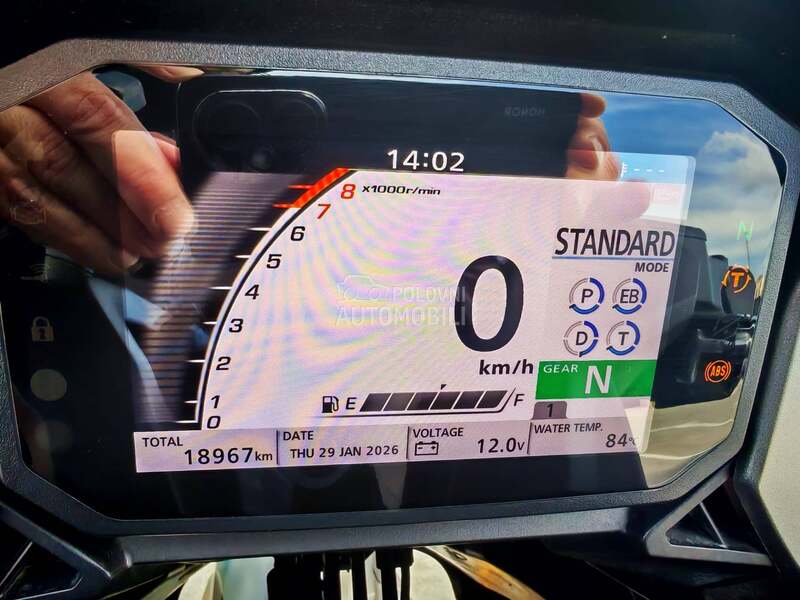 HONOR
14:02
E ---
8 x1000r/min
7
6
5
4
3
2
1
0
STANDARD
MODE
P EB
D T
POLOVNI
AUTOMOBILI
0
km/h
GEAR N
1
E F
TOTAL
18967km
DATE
THU 29 JAN 2026
VOLTAGE
12.0V
WATER TEMP.
84°
N
T
ABS